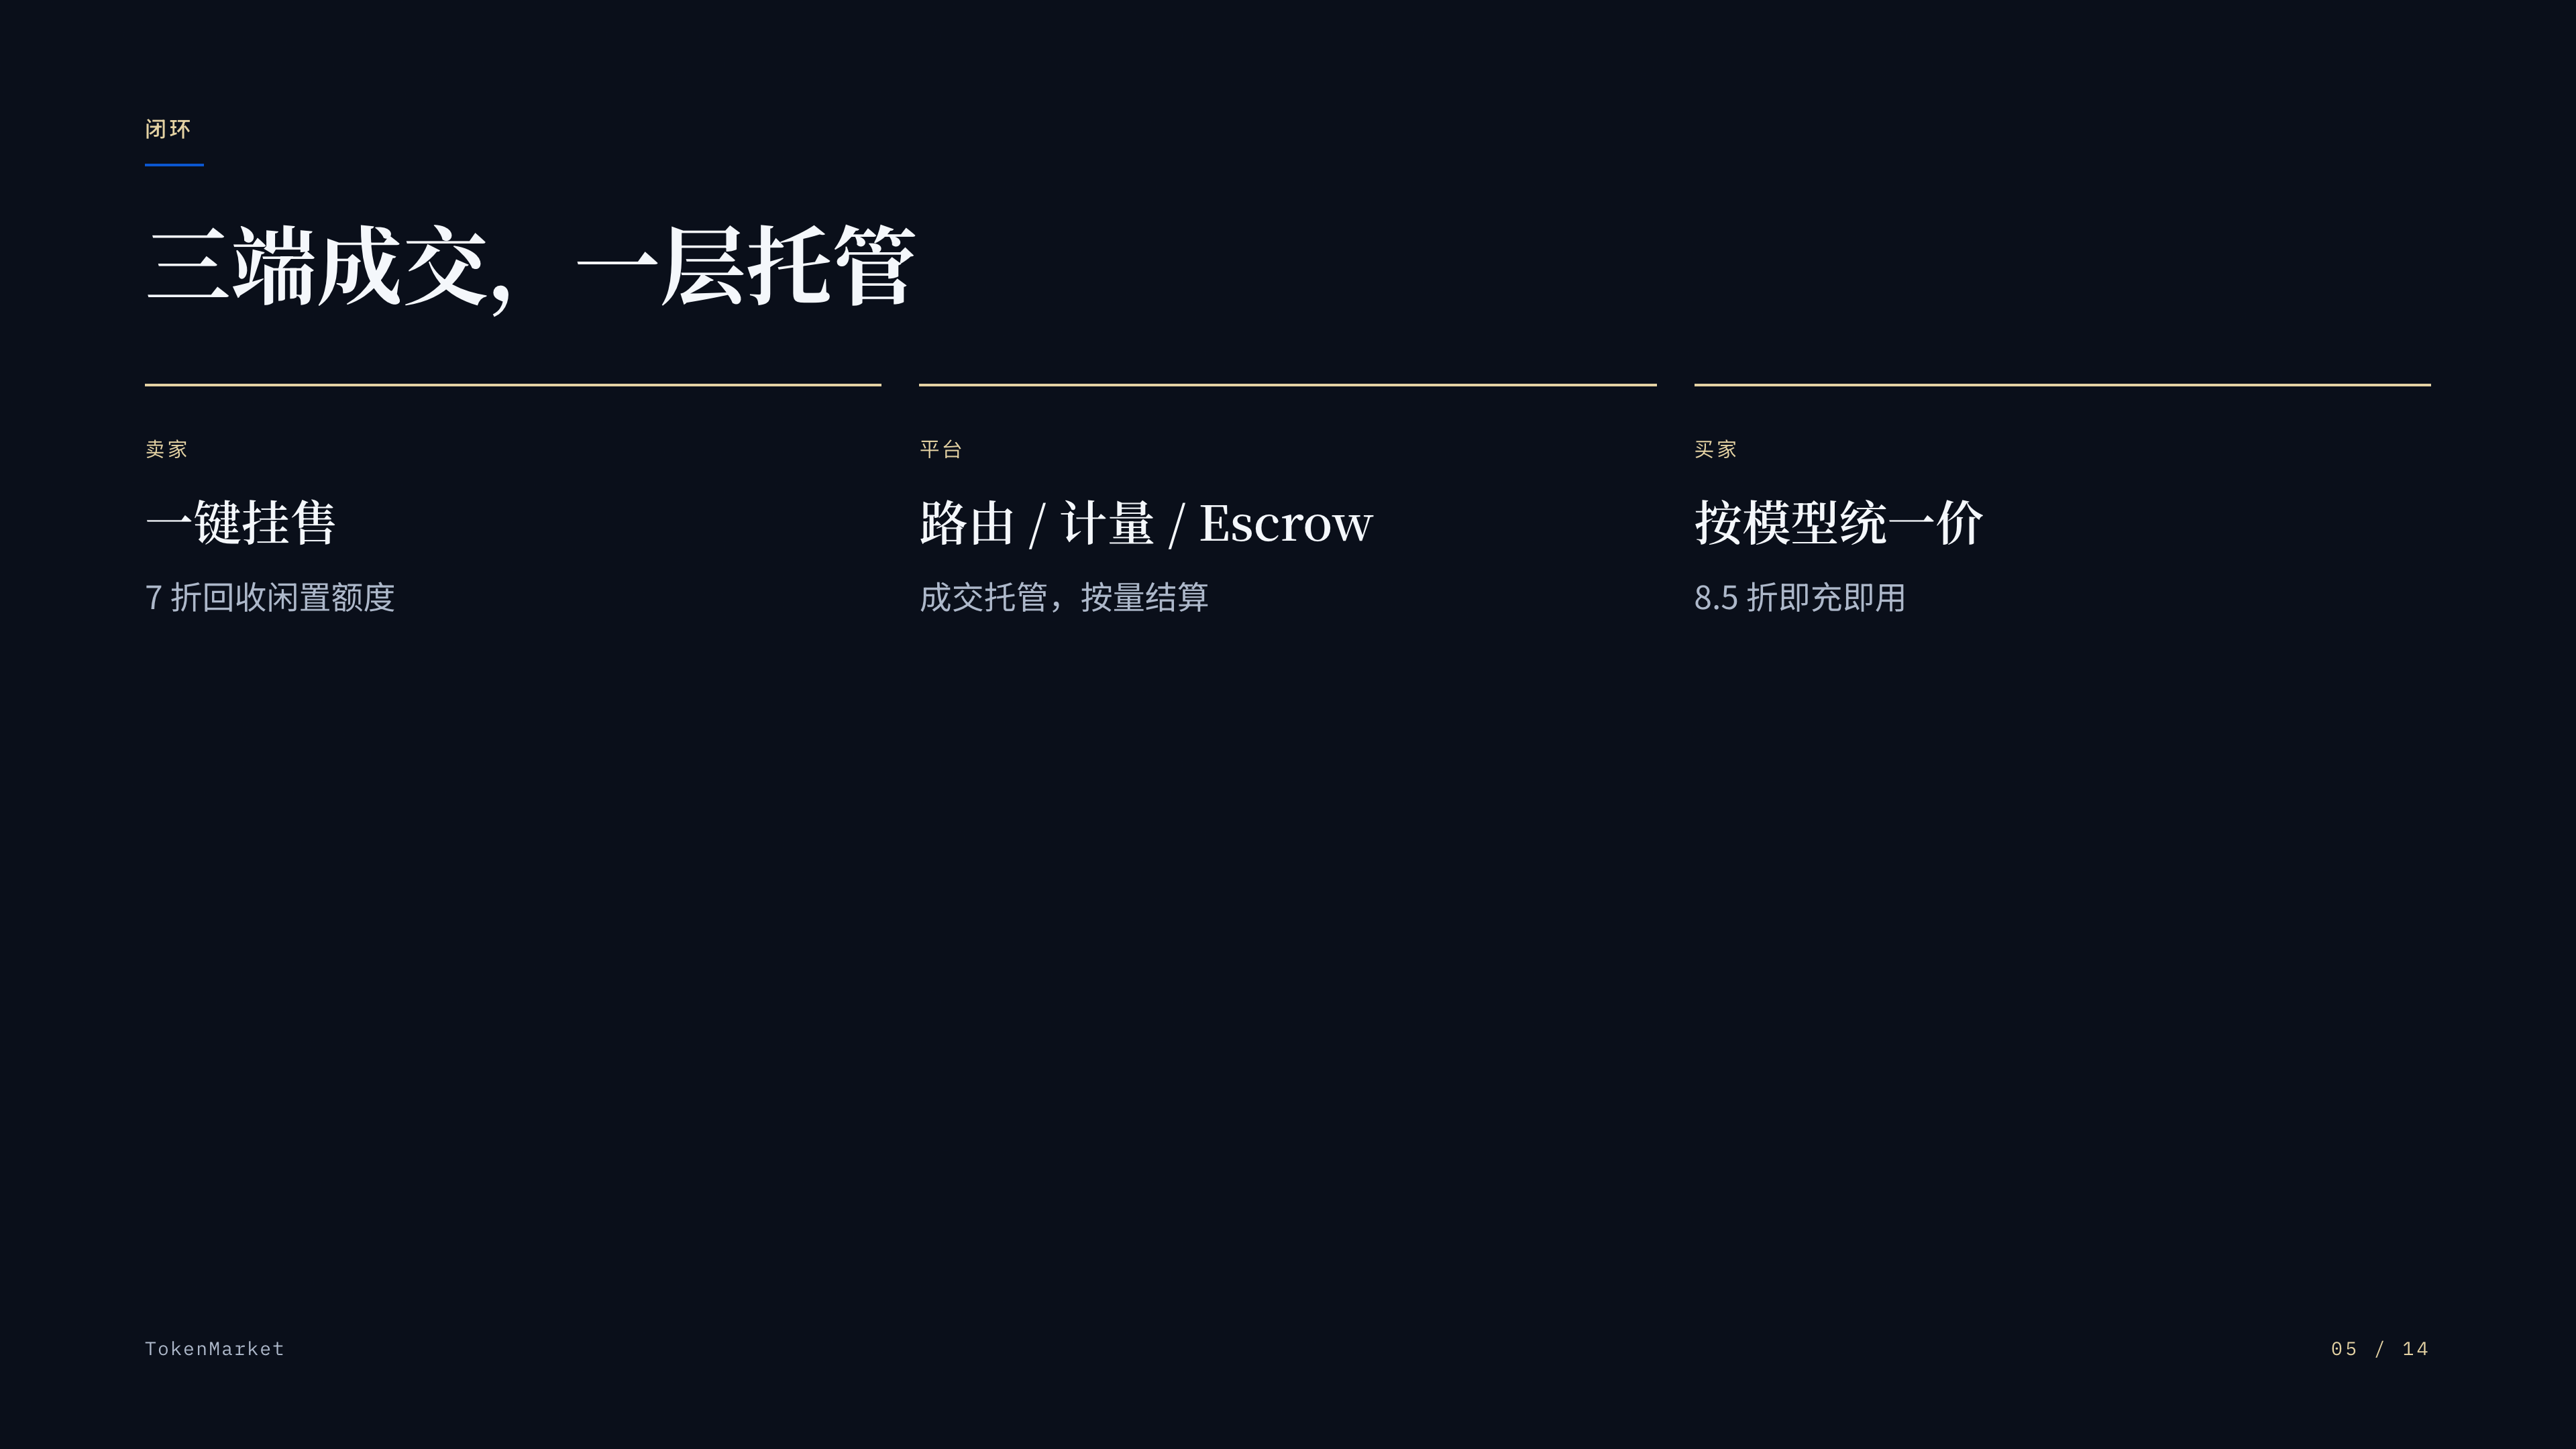 闭环
三端成交，一层托管
卖家
一键挂售
7 折回收闲置额度
平台
路由 / 计量 / Escrow
成交托管，按量结算
买家
按模型统一价
8.5 折即充即用
TokenMarket
05 / 14